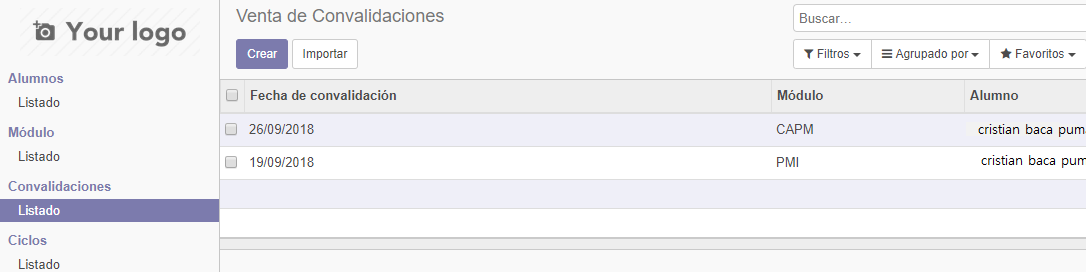 Your logo
Alumnos
Listado
Módulo
Listado
Convalidaciones
Listado
Ciclos
Listado
Venta de Convalidaciones
Buscar...
Crear Importar
Filtros Agrupado por Favoritos
Fecha de convalidación Módulo Alumno
26/09/2018 CAPM cristian baca pum
19/09/2018 PMI cristian baca pum